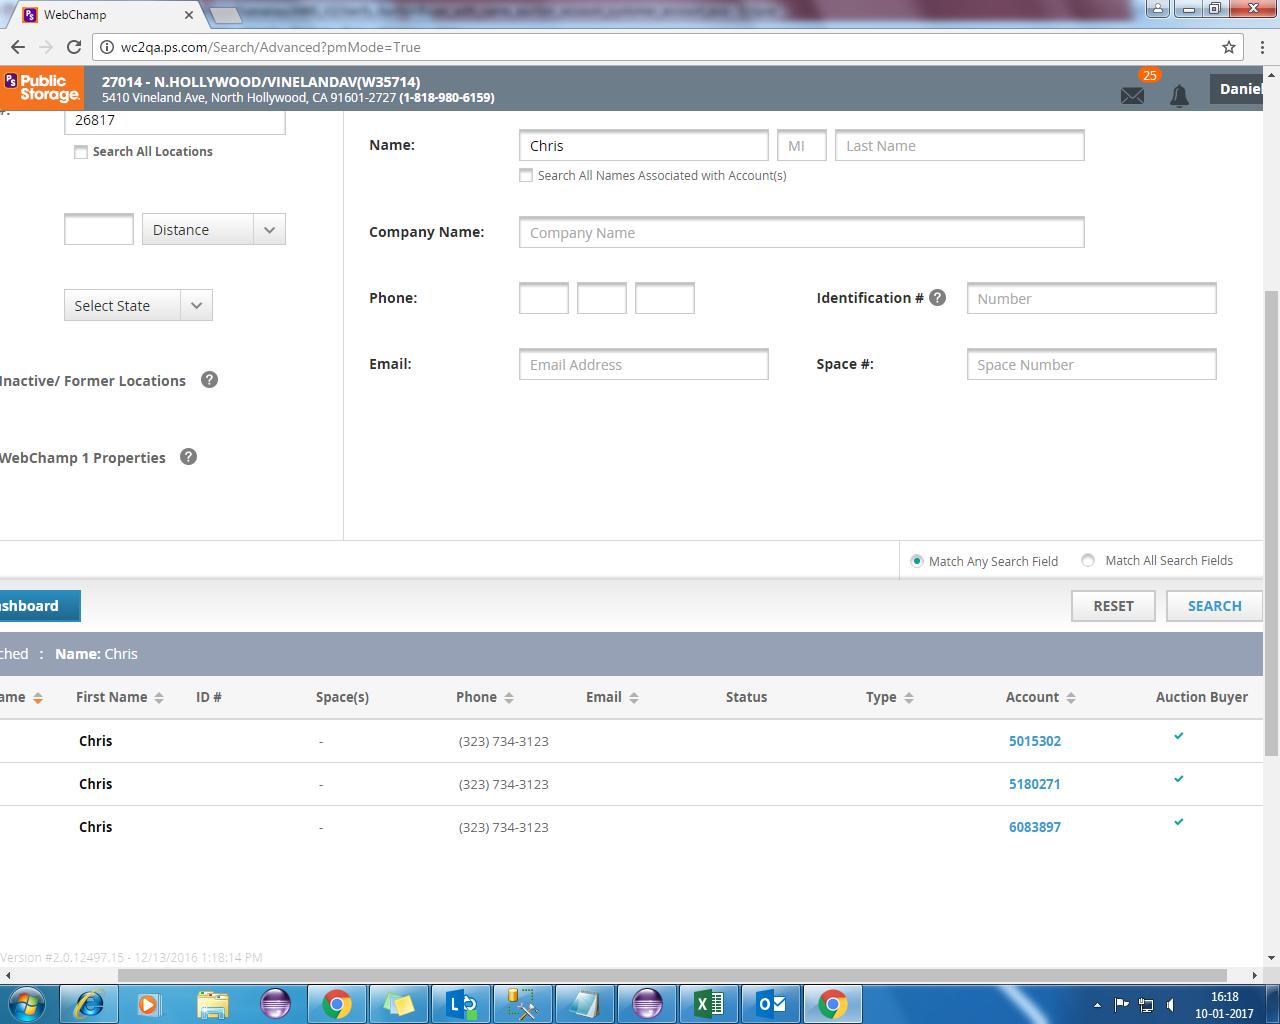 WebChamp
wc2qa.ps.com/Search/Advanced?pmMode=True
Public Storage
27014 - N.HOLLYWOOD/VINELANDAV(W35714)
5410 Vineland Ave, North Hollywood, CA 91601-2727 (1-818-980-6159)
25
Daniel
26817
Search All Locations
Distance
Select State
Inactive/ Former Locations ?
WebChamp 1 Properties ?
Name: Chris MI Last Name
Search All Names Associated with Account(s)
Company Name: Company Name
Phone: Identification # ? Number
Email: Email Address Space #: Space Number
Match Any Search Field Match All Search Fields
shboard RESET SEARCH
ched : Name: Chris
ame First Name ID # Space(s) Phone Email Status Type Account Auction Buyer
Chris - (323) 734-3123 5015302
Chris - (323) 734-3123 5180271
Chris - (323) 734-3123 6083897
Version #2.0.12497.15 - 12/13/2016 1:18:14 PM
16:18
10-01-2017